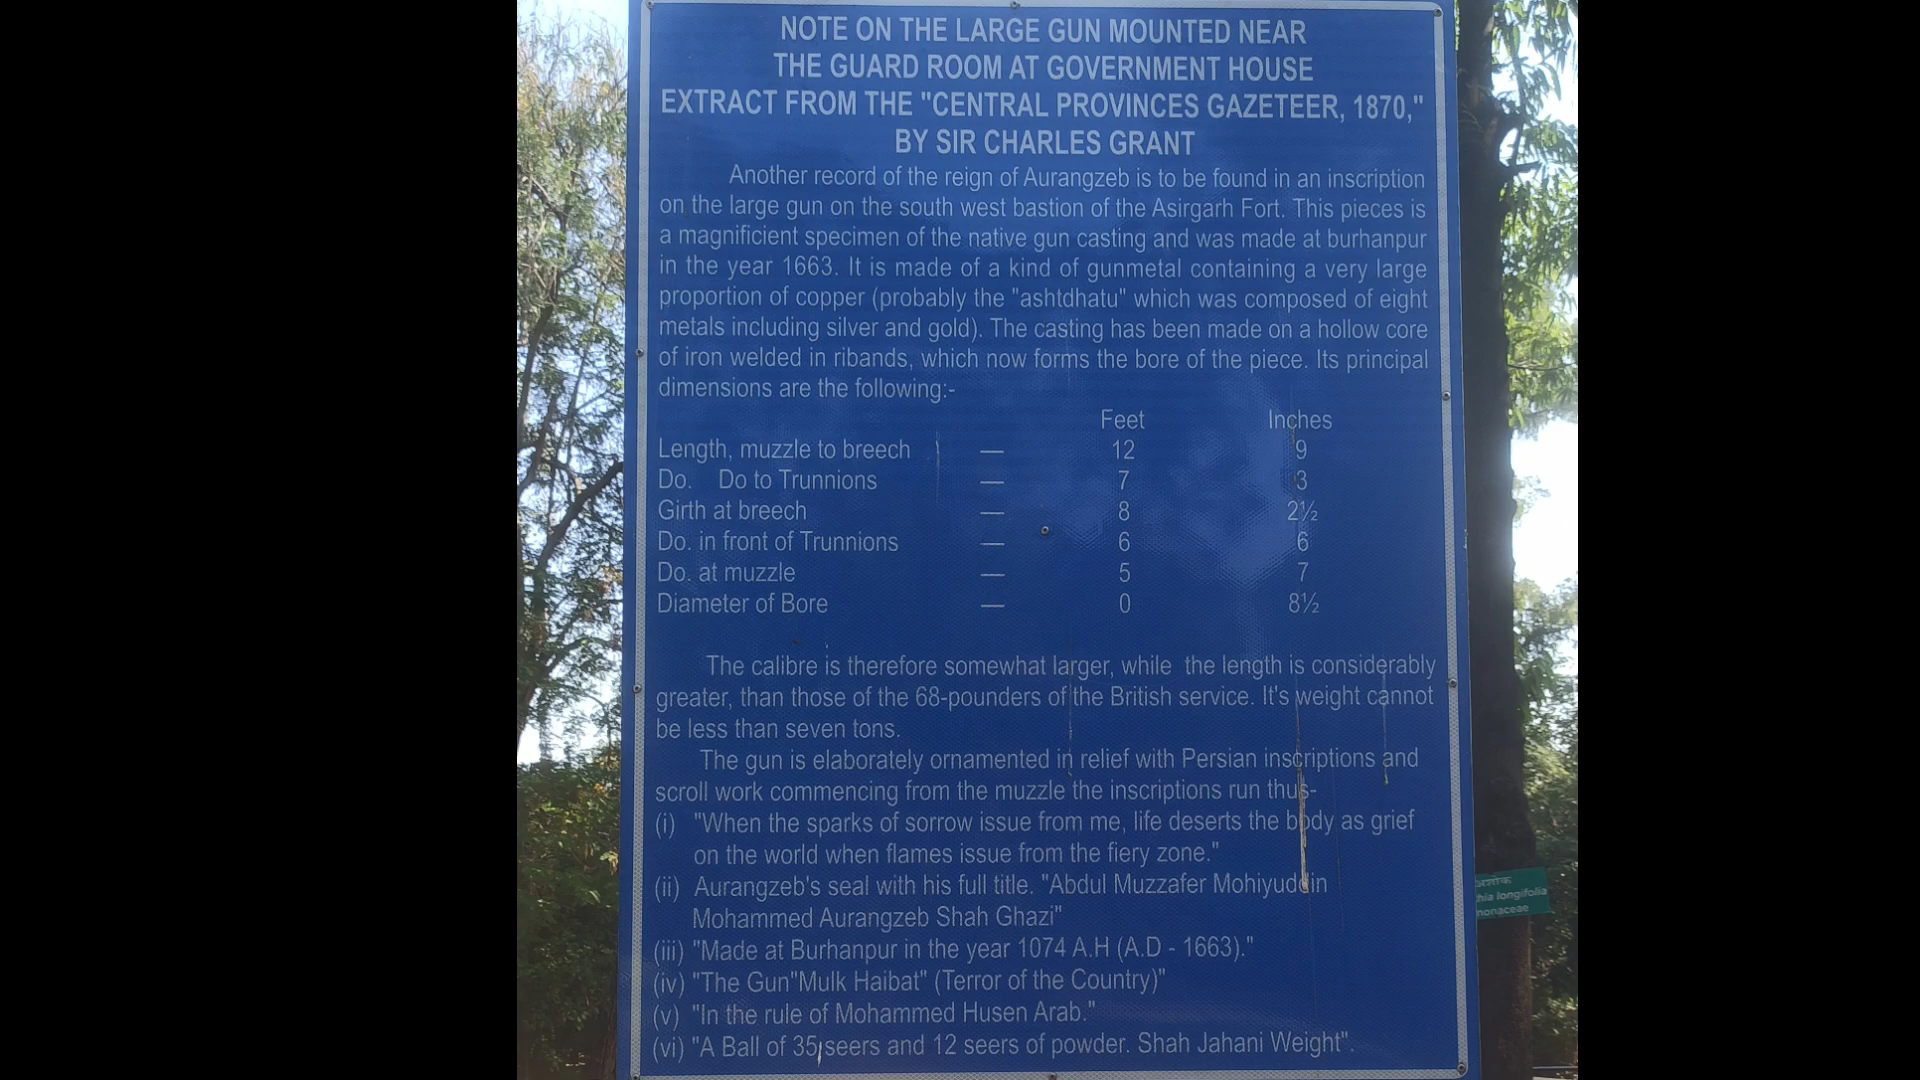 NOTE ON THE LARGE GUN MOUNTED NEAR
THE GUARD ROOM AT GOVERNMENT HOUSE
EXTRACT FROM THE "CENTRAL PROVINCES GAZETEER, 1870,"
BY SIR CHARLES GRANT
Another record of the reign of Aurangzeb is to be found in an inscription
on the large gun on the south west bastion of the Asirgarh Fort. This pieces is
a magnificient specimen of the native gun casting and was made at burhanpur
in the year 1663. It is made of a kind of gunmetal containing a very large
proportion of copper (probably the "ashtdhatu" which was composed of eight
metals including silver and gold). The casting has been made on a hollow core
of iron welded in ribands, which now forms the bore of the piece. Its principal
dimensions are the following:-
Feet Inches
Length, muzzle to breech — 12 9
Do. Do to Trunnions — 7 3
Girth at breech — 8 2½
Do. in front of Trunnions — 6 6
Do. at muzzle — 5 7
Diameter of Bore — 0 8½
The calibre is therefore somewhat larger, while the length is considerably
greater, than those of the 68-pounders of the British service. It's weight cannot
be less than seven tons.
The gun is elaborately ornamented in relief with Persian inscriptions and
scroll work commencing from the muzzle the inscriptions run thus-
(i) "When the sparks of sorrow issue from me, life deserts the body as grief
on the world when flames issue from the fiery zone."
(ii) Aurangzeb's seal with his full title. "Abdul Muzzafer Mohiyuddin
Mohammed Aurangzeb Shah Ghazi"
(iii) "Made at Burhanpur in the year 1074 A.H (A.D - 1663)."
(iv) "The Gun"Mulk Haibat" (Terror of the Country)"
(v) "In the rule of Mohammed Husen Arab."
(vi) "A Ball of 35 seers and 12 seers of powder. Shah Jahani Weight".
अशोक
longifolia